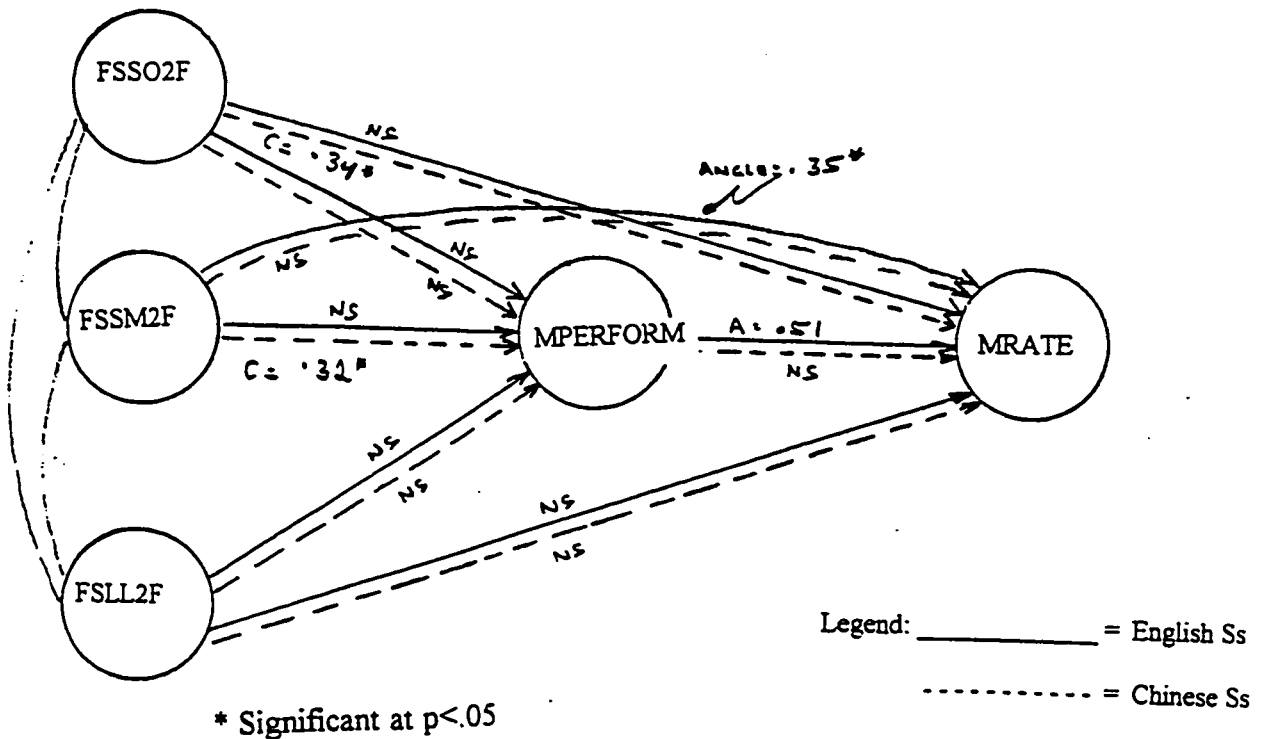 FSSO2F
NS
C= .34*
ANGLE= .35*
NS
NS
NS
FSSM2F
NS
MPERFORM
A= .51
MRATE
NS
C= .32*
NS
NS
NS
NS
FSLL2F
Legend: = English Ss
= Chinese Ss
* Significant at p<.05